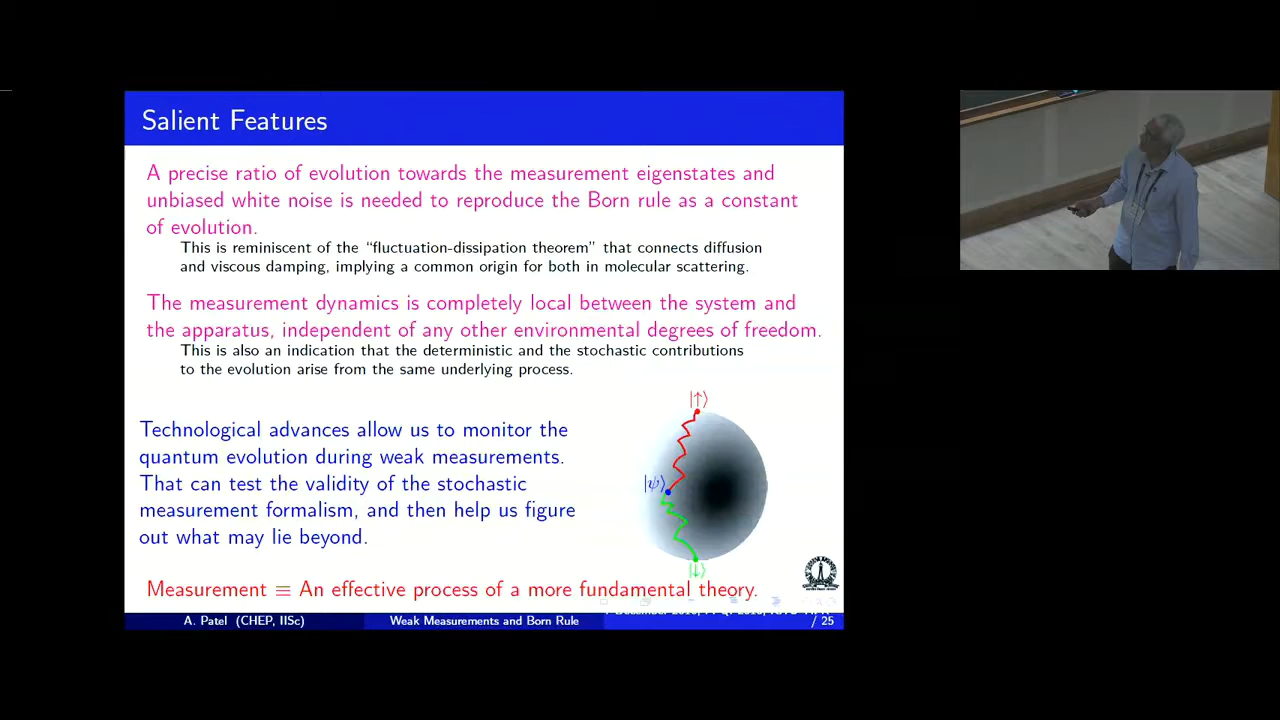 Salient Features
A precise ratio of evolution towards the measurement eigenstates and
unbiased white noise is needed to reproduce the Born rule as a constant
of evolution.
This is reminiscent of the “fluctuation-dissipation theorem” that connects diffusion
and viscous damping, implying a common origin for both in molecular scattering.
The measurement dynamics is completely local between the system and
the apparatus, independent of any other environmental degrees of freedom.
This is also an indication that the deterministic and the stochastic contributions
to the evolution arise from the same underlying process.
|↑⟩
Technological advances allow us to monitor the
quantum evolution during weak measurements.
|ψ⟩
That can test the validity of the stochastic
measurement formalism, and then help us figure
out what may lie beyond.
|↓⟩
Measurement ≡ An effective process of a more fundamental theory.
A. Patel (CHEP, IISc)
Weak Measurements and Born Rule
/ 25